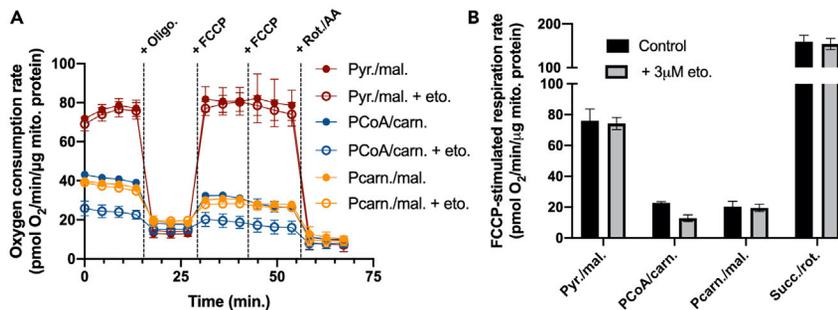 A
+ Oligo.
+ FCCP
+ FCCP
+ Rot./AA
Oxygen consumption rate
(pmol O2/min/µg mito. protein)
100
80
60
40
20
0
0
25
50
75
Time (min.)
Pyr./mal.
Pyr./mal. + eto.
PCoA/carn.
PCoA/carn. + eto.
Pcarn./mal.
Pcarn./mal. + eto.
B
FCCP-stimulated respiration rate
(pmol O2/min/µg mito. protein)
200
100
100
80
60
40
20
0
Control
+ 3µM eto.
Pyr./mal.
PCoA/carn.
Pcarn./mal.
Succ./rot.